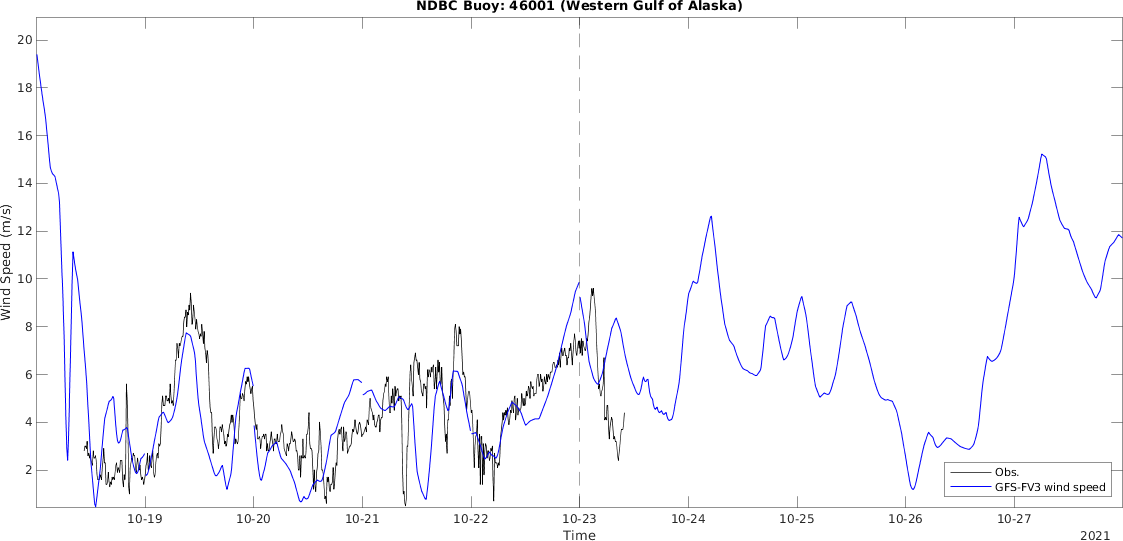 NDBC Buoy: 46001 (Western Gulf of Alaska)
20
18
16
14
12
10
8
6
4
2
Wind Speed (m/s)
10-19 10-20 10-21 10-22 10-23 10-24 10-25 10-26 10-27
Time
2021
Obs.
GFS-FV3 wind speed